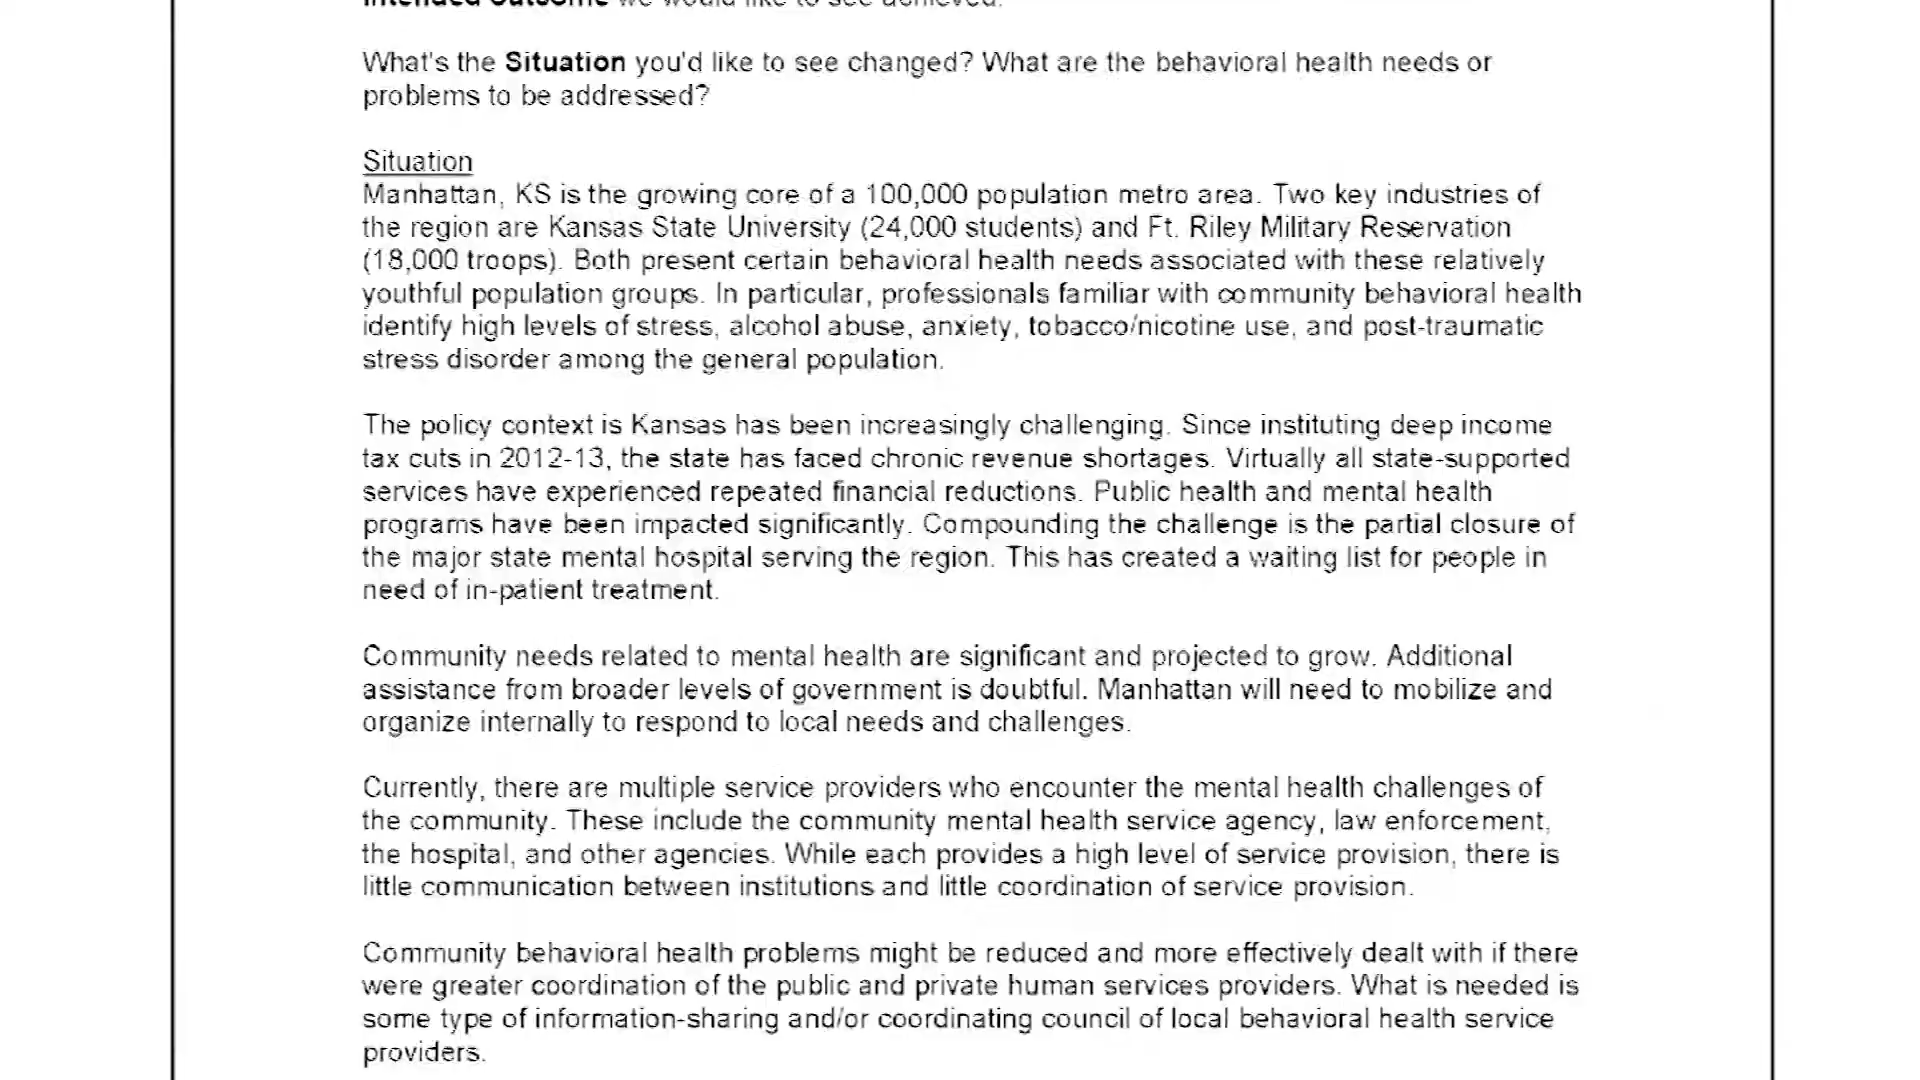 Intended Outcome we would like to see achieved.
What's the Situation you'd like to see changed? What are the behavioral health needs or
problems to be addressed?
Situation
Manhattan, KS is the growing core of a 100,000 population metro area. Two key industries of
the region are Kansas State University (24,000 students) and Ft. Riley Military Reservation
(18,000 troops). Both present certain behavioral health needs associated with these relatively
youthful population groups. In particular, professionals familiar with community behavioral health
identify high levels of stress, alcohol abuse, anxiety, tobacco/nicotine use, and post-traumatic
stress disorder among the general population.
The policy context is Kansas has been increasingly challenging. Since instituting deep income
tax cuts in 2012-13, the state has faced chronic revenue shortages. Virtually all state-supported
services have experienced repeated financial reductions. Public health and mental health
programs have been impacted significantly. Compounding the challenge is the partial closure of
the major state mental hospital serving the region. This has created a waiting list for people in
need of in-patient treatment.
Community needs related to mental health are significant and projected to grow. Additional
assistance from broader levels of government is doubtful. Manhattan will need to mobilize and
organize internally to respond to local needs and challenges.
Currently, there are multiple service providers who encounter the mental health challenges of
the community. These include the community mental health service agency, law enforcement,
the hospital, and other agencies. While each provides a high level of service provision, there is
little communication between institutions and little coordination of service provision.
Community behavioral health problems might be reduced and more effectively dealt with if there
were greater coordination of the public and private human services providers. What is needed is
some type of information-sharing and/or coordinating council of local behavioral health service
providers.